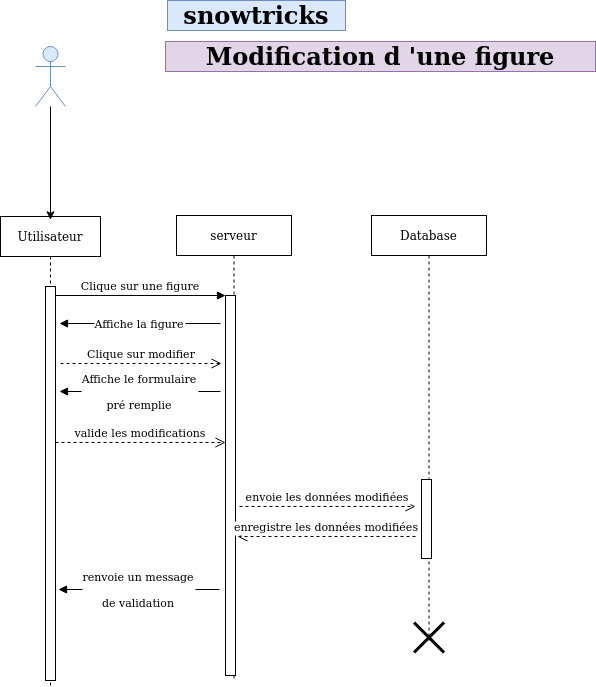 snowtricks
Modification d 'une figure
Utilisateur
serveur
Database
Clique sur une figure
Affiche la figure
Clique sur modifier
Affiche le formulaire
pré remplie
valide les modifications
envoie les données modifiées
enregistre les données modifiées
renvoie un message
de validation